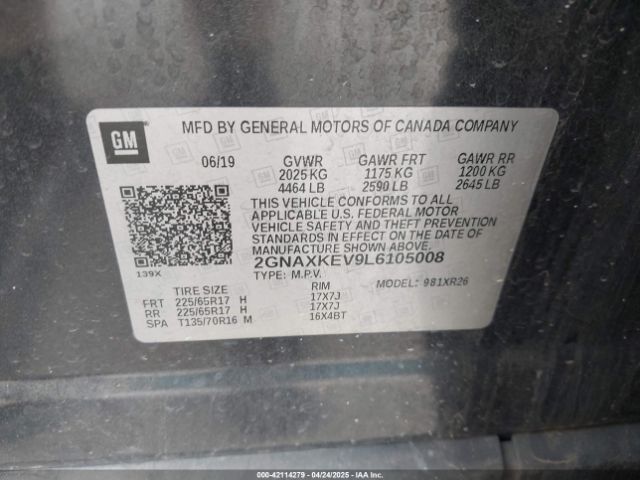 GM
MFD BY GENERAL MOTORS OF CANADA COMPANY
06/19 GVWR GAWR FRT GAWR RR
2025 KG 1175 KG 1200 KG
4464 LB 2590 LB 2645 LB
THIS VEHICLE CONFORMS TO ALL
APPLICABLE U.S. FEDERAL MOTOR
VEHICLE SAFETY AND THEFT PREVENTION
STANDARDS IN EFFECT ON THE DATE OF
MANUFACTURE SHOWN ABOVE.
2GNAXKEV9L6105008
139X TYPE: M.P.V. MODEL: 981XR26
TIRE SIZE RIM
FRT 225/65R17 H 17X7J
RR 225/65R17 H 17X7J
SPA T135/70R16 M 16X4BT
000-42114279 - 04/24/2025 - IAAI.COM